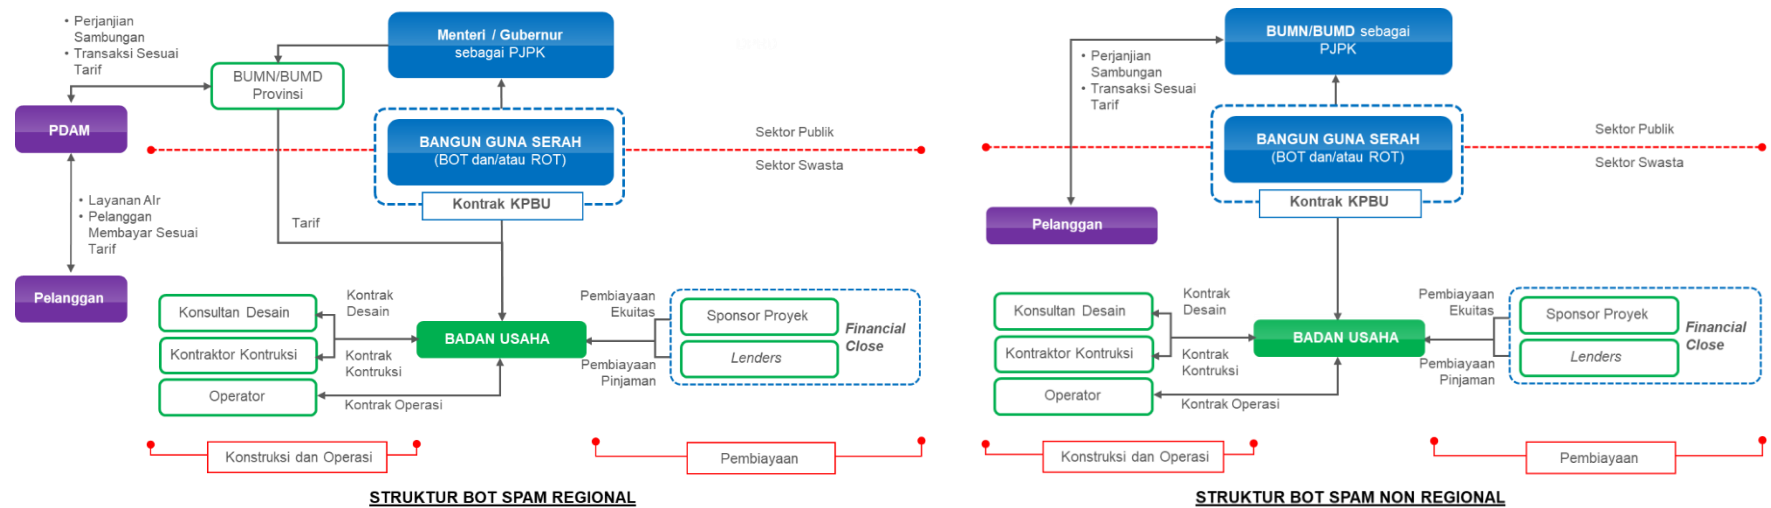 • Perjanjian
Sambungan
• Transaksi Sesuai
Tarif
Menteri / Gubernur
sebagai PJPK
BUMN/BUMD
Provinsi
PDAM
BANGUN GUNA SERAH
(BOT dan/atau ROT)
Sektor Publik
Sektor Swasta
Kontrak KPBU
• Layanan AIr
• Pelanggan
Membayar Sesuai
Tarif
Tarif
Pelanggan
Konsultan Desain
Kontrak
Desain
Kontraktor Kontruksi
Kontrak
Kontruksi
Operator
Kontrak Operasi
BADAN USAHA
Pembiayaan
Ekuitas
Pembiayaan
Pinjaman
Sponsor Proyek
Lenders
Financial
Close
Konstruksi dan Operasi
Pembiayaan
STRUKTUR BOT SPAM REGIONAL
BUMN/BUMD sebagai
PJPK
• Perjanjian
Sambungan
• Transaksi Sesuai
Tarif
BANGUN GUNA SERAH
(BOT dan/atau ROT)
Sektor Publik
Sektor Swasta
Kontrak KPBU
Pelanggan
Konsultan Desain
Kontrak
Desain
Kontraktor Kontruksi
Kontrak
Kontruksi
Operator
Kontrak Operasi
BADAN USAHA
Pembiayaan
Ekuitas
Pembiayaan
Pinjaman
Sponsor Proyek
Lenders
Financial
Close
Konstruksi dan Operasi
Pembiayaan
STRUKTUR BOT SPAM NON REGIONAL